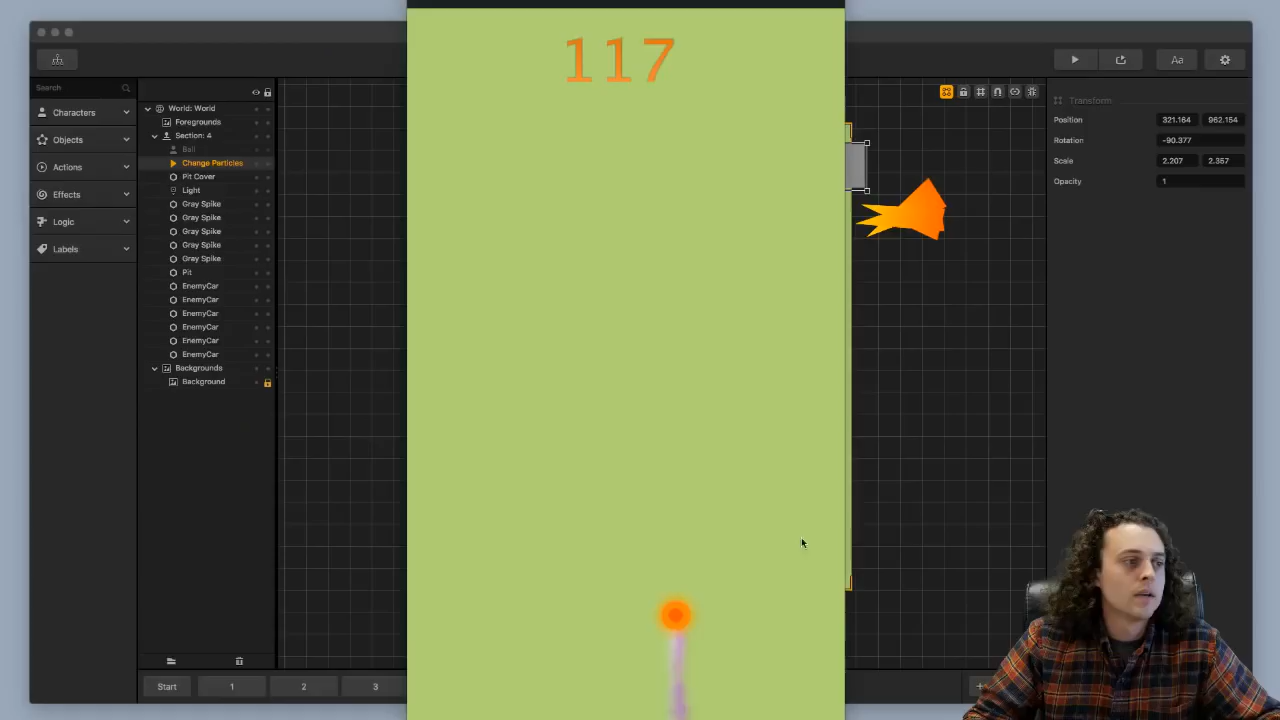 117
Aa
Search
Characters
Objects
Actions
Effects
Logic
Labels
World: World
Foregrounds
Section: 4
Ball
Change Particles
Pit Cover
Light
Gray Spike
Gray Spike
Gray Spike
Gray Spike
Gray Spike
Pit
EnemyCar
EnemyCar
EnemyCar
EnemyCar
EnemyCar
EnemyCar
Backgrounds
Background
Transform
Position 321.164 962.154
Rotation -90.377
Scale 2.207 2.357
Opacity 1
Start 1 2 3